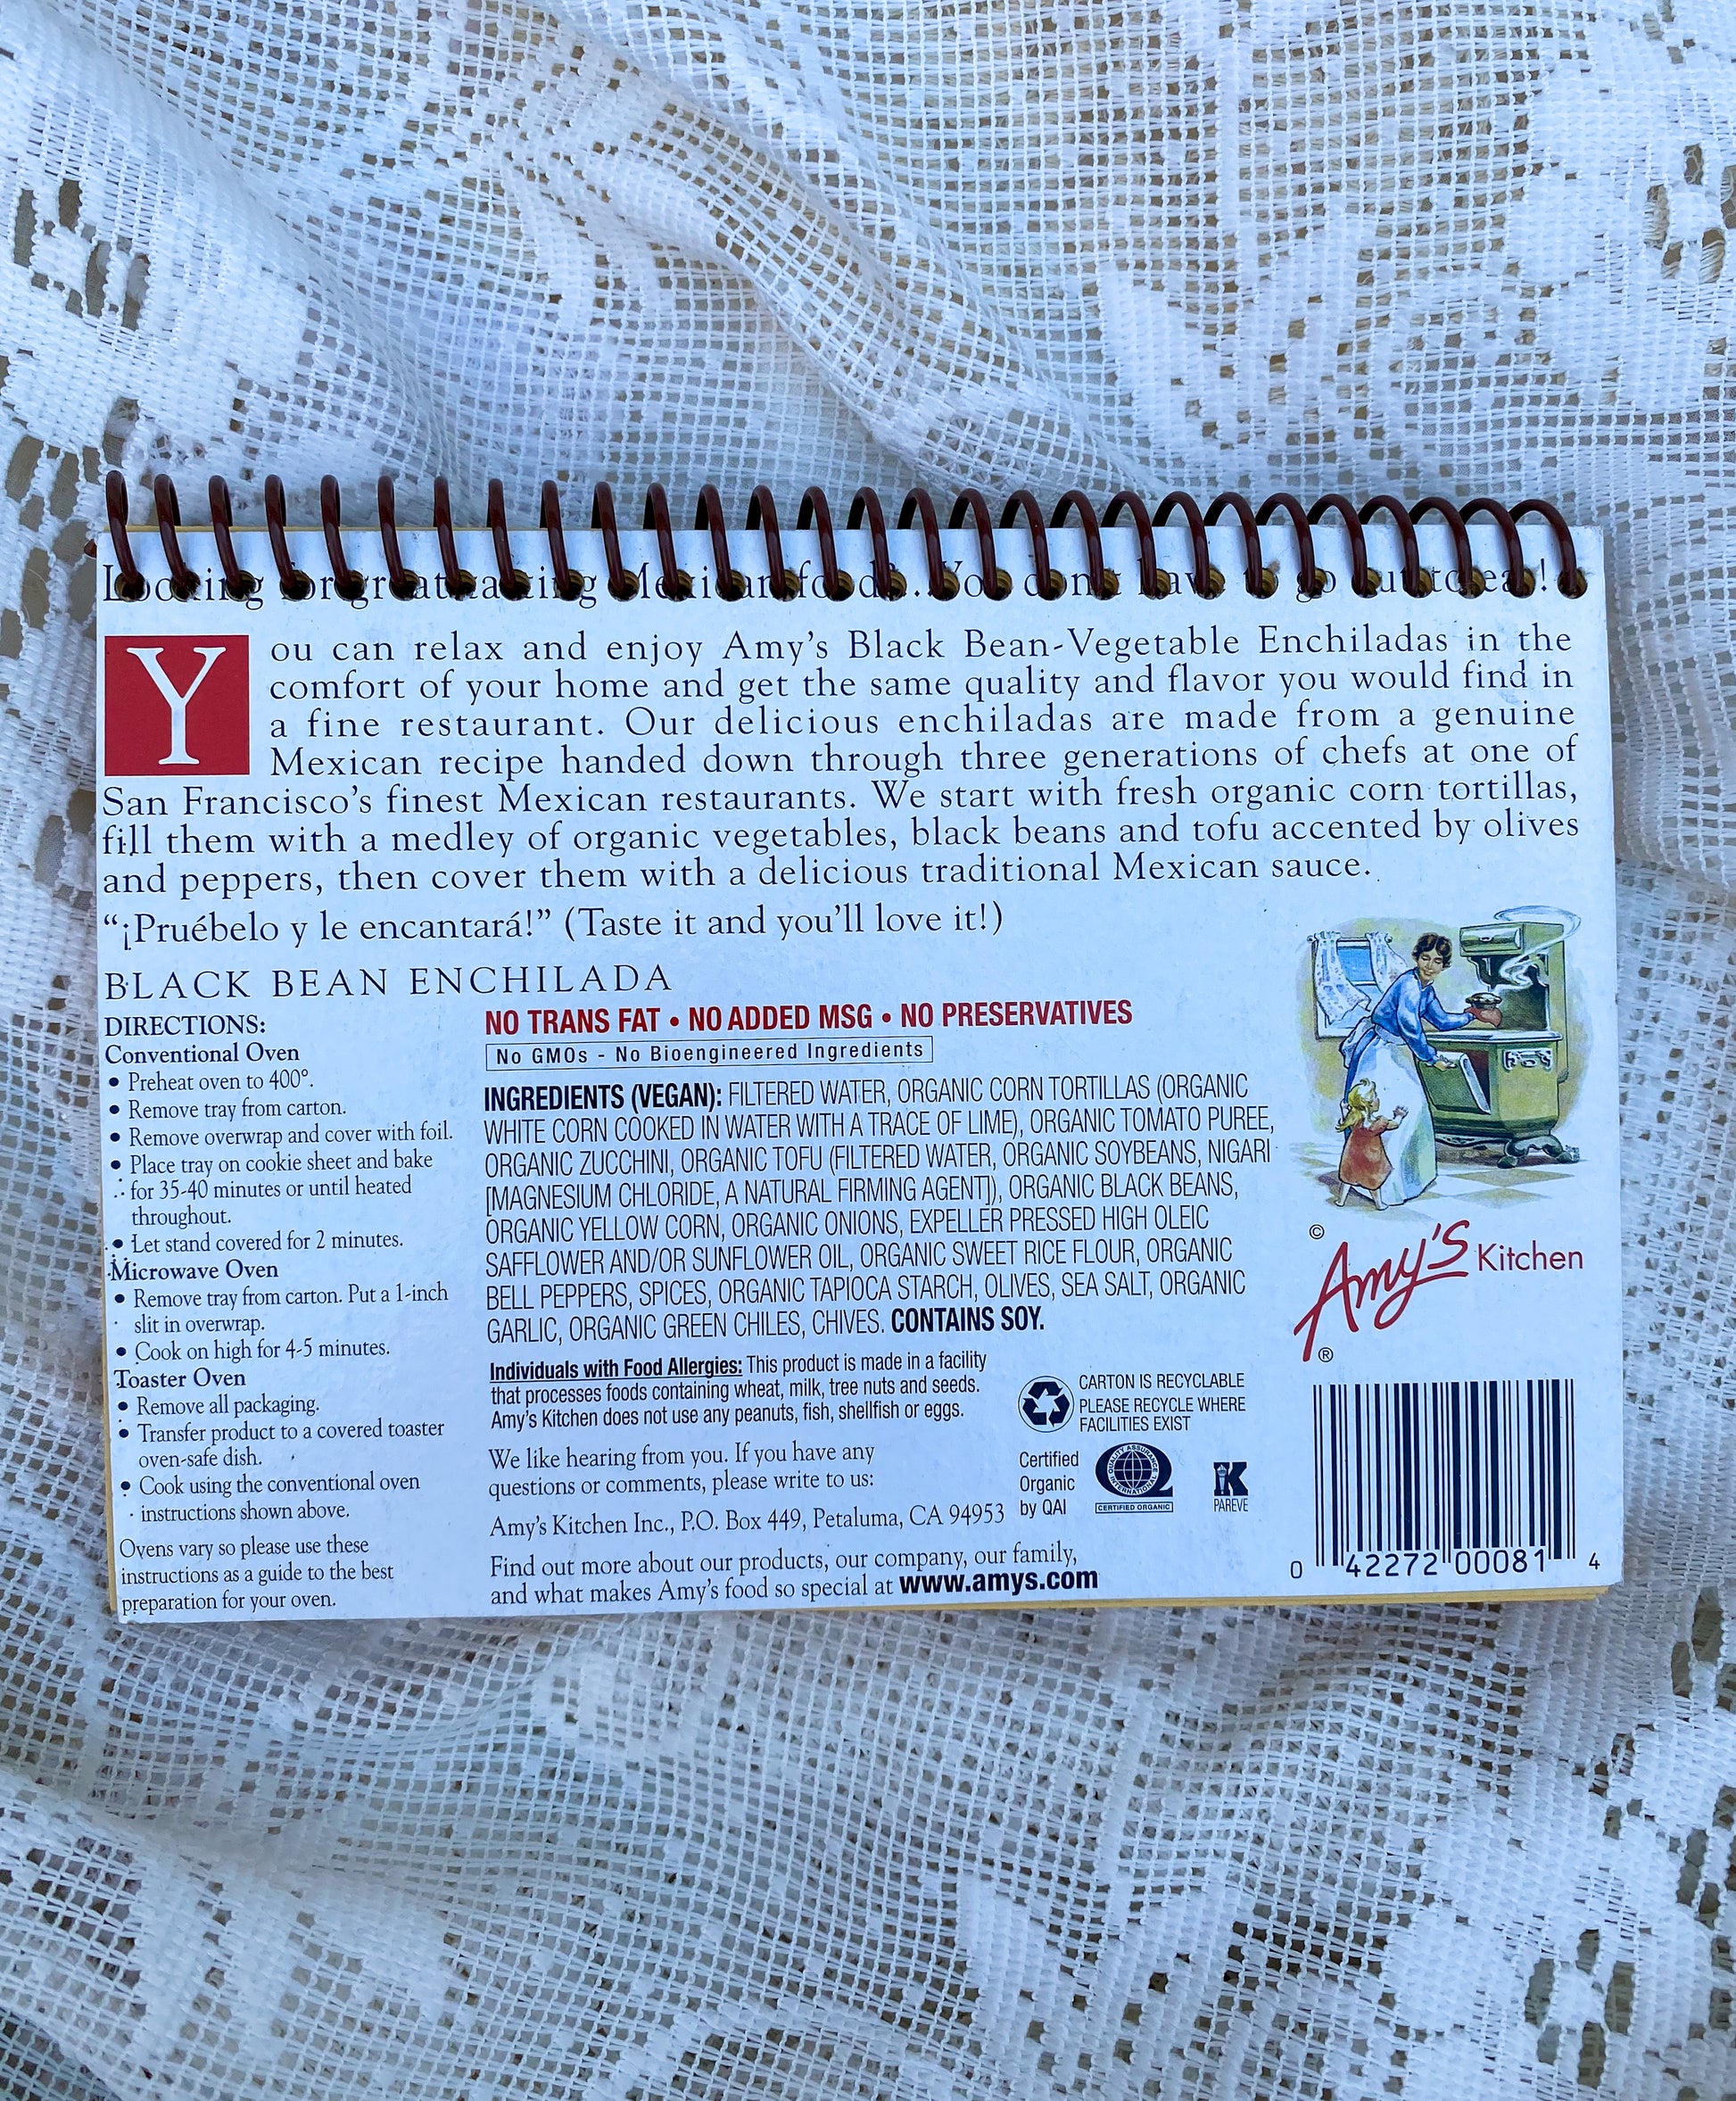 Looking for great tasting Mexican food?...You don't have to go out to eat!
You can relax and enjoy Amy's Black Bean-Vegetable Enchiladas in the
comfort of your home and get the same quality and flavor you would find in
a fine restaurant. Our delicious enchiladas are made from a genuine
Mexican recipe handed down through three generations of chefs at one of
San Francisco's finest Mexican restaurants. We start with fresh organic corn tortillas,
fill them with a medley of organic vegetables, black beans and tofu accented by olives
and peppers, then cover them with a delicious traditional Mexican sauce.
“¡Pruébelo y le encantará!” (Taste it and you'll love it!)
BLACK BEAN ENCHILADA
DIRECTIONS:
Conventional Oven
• Preheat oven to 400°.
• Remove tray from carton.
• Remove overwrap and cover with foil.
• Place tray on cookie sheet and bake
for 35-40 minutes or until heated
throughout.
• Let stand covered for 2 minutes.
Microwave Oven
• Remove tray from carton. Put a 1-inch
slit in overwrap.
• Cook on high for 4-5 minutes.
Toaster Oven
• Remove all packaging.
• Transfer product to a covered toaster
oven-safe dish.
• Cook using the conventional oven
instructions shown above.
Ovens vary so please use these
instructions as a guide to the best
preparation for your oven.
NO TRANS FAT • NO ADDED MSG • NO PRESERVATIVES
No GMOs - No Bioengineered Ingredients
INGREDIENTS (VEGAN): FILTERED WATER, ORGANIC CORN TORTILLAS (ORGANIC
WHITE CORN COOKED IN WATER WITH A TRACE OF LIME), ORGANIC TOMATO PUREE,
ORGANIC ZUCCHINI, ORGANIC TOFU (FILTERED WATER, ORGANIC SOYBEANS, NIGARI
[MAGNESIUM CHLORIDE, A NATURAL FIRMING AGENT]), ORGANIC BLACK BEANS,
ORGANIC YELLOW CORN, ORGANIC ONIONS, EXPELLER PRESSED HIGH OLEIC
SAFFLOWER AND/OR SUNFLOWER OIL, ORGANIC SWEET RICE FLOUR, ORGANIC
BELL PEPPERS, SPICES, ORGANIC TAPIOCA STARCH, OLIVES, SEA SALT, ORGANIC
GARLIC, ORGANIC GREEN CHILES, CHIVES. CONTAINS SOY.
Individuals with Food Allergies: This product is made in a facility
that processes foods containing wheat, milk, tree nuts and seeds.
Amy's Kitchen does not use any peanuts, fish, shellfish or eggs.
We like hearing from you. If you have any
questions or comments, please write to us:
Amy's Kitchen Inc., P.O. Box 449, Petaluma, CA 94953
Find out more about our products, our company, our family,
and what makes Amy's food so special at www.amys.com
CARTON IS RECYCLABLE
PLEASE RECYCLE WHERE
FACILITIES EXIST
Certified
Organic
by QAI
QUALITY ASSURANCE INTERNATIONAL
CERTIFIED ORGANIC
K
PAREVE
©
Amy's Kitchen
®
0 42272 00081 4